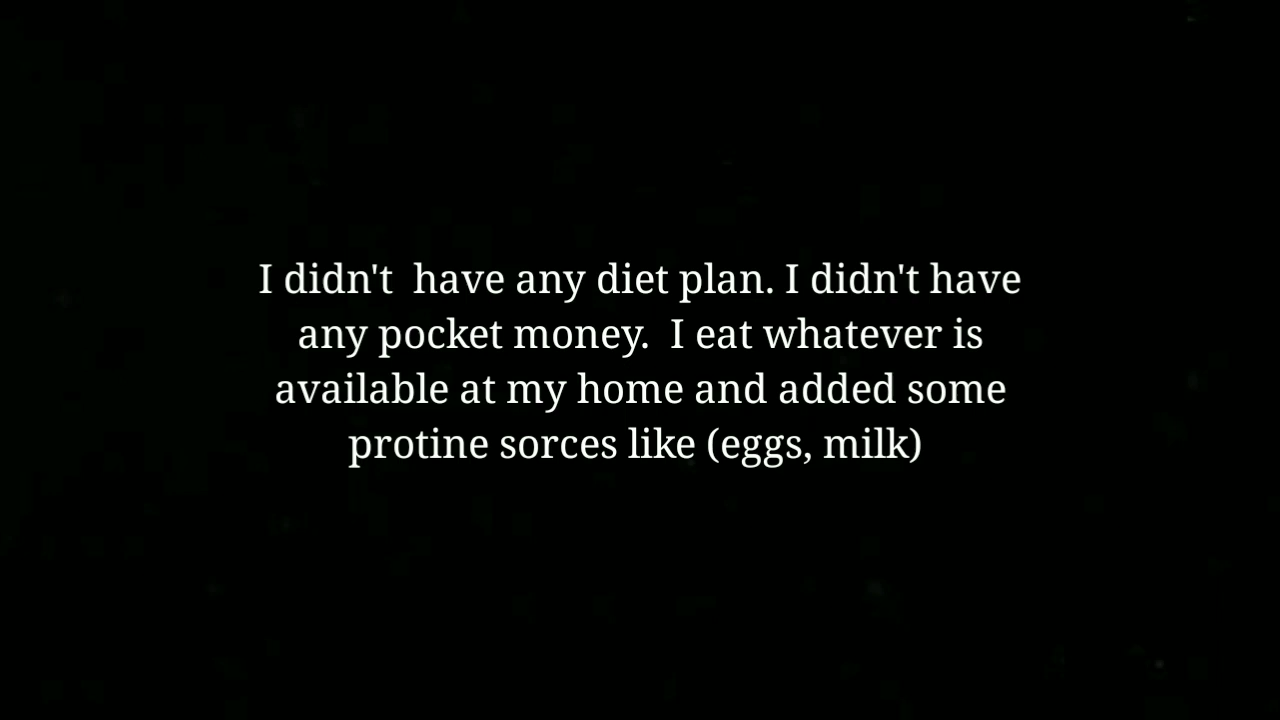 I didn't  have any diet plan. I didn't have
any pocket money.  I eat whatever is
available at my home and added some
protine sorces like (eggs, milk)